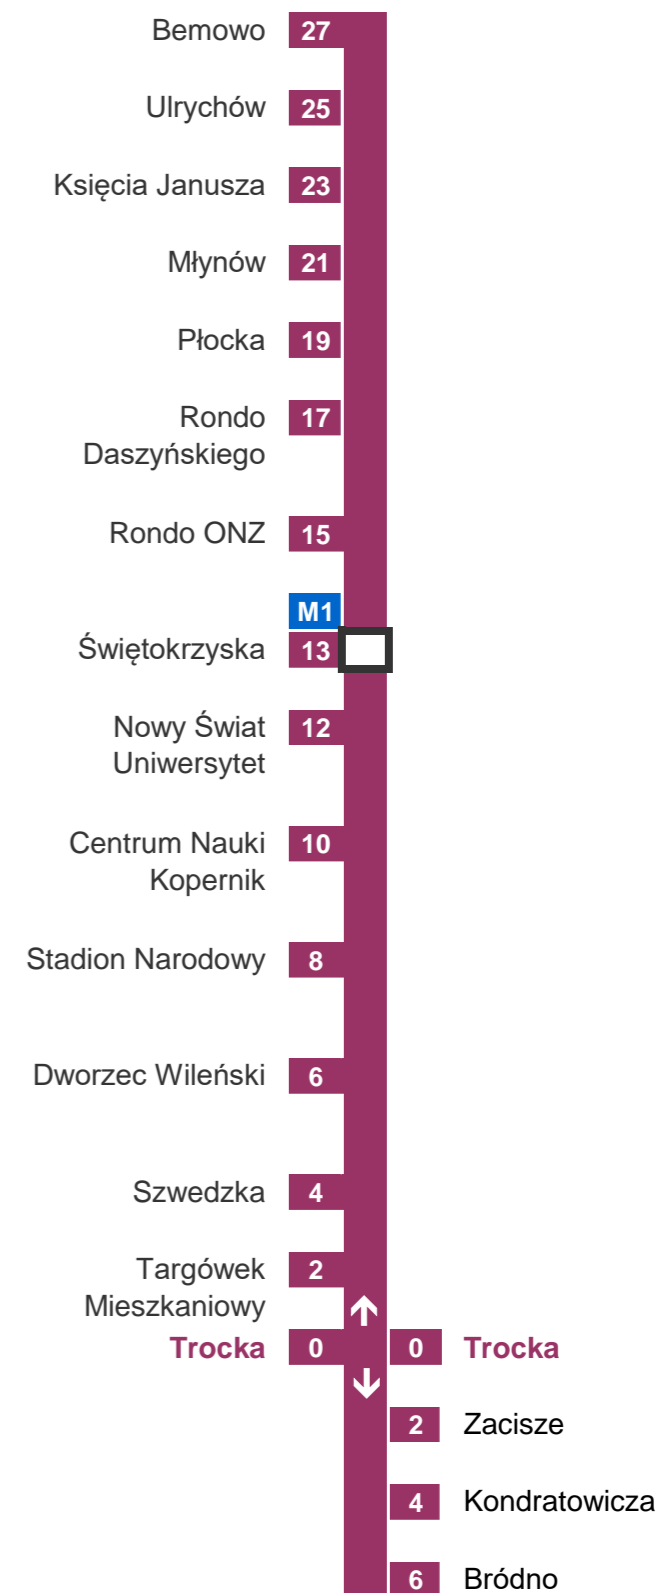 Bemowo 27
Ulrychów 25
Księcia Janusza 23
Młynów 21
Płocka 19
Rondo 17
Daszyńskiego
Rondo ONZ 15
M1
Świętokrzyska 13
Nowy Świat 12
Uniwersytet
Centrum Nauki 10
Kopernik
Stadion Narodowy 8
Dworzec Wileński 6
Szwedzka 4
Targówek 2
Mieszkaniowy
Trocka 0 0 Trocka
2 Zacisze
4 Kondratowicza
6 Bródno